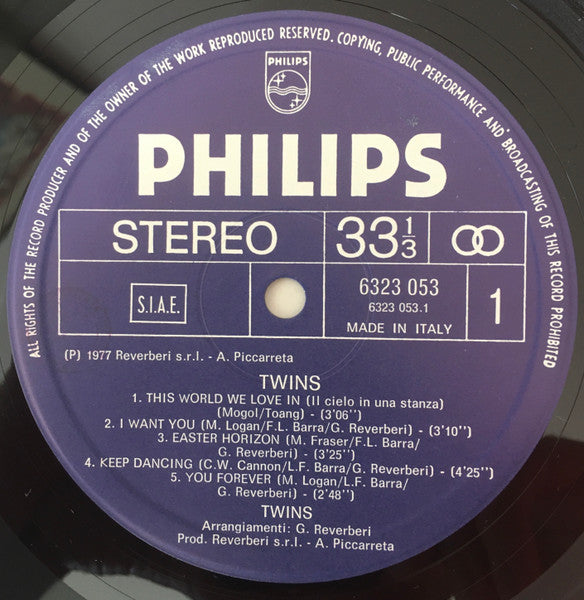 ALL RIGHTS OF THE RECORD PRODUCER AND OF THE OWNER OF THE WORK REPRODUCED RESERVED. COPYING, PUBLIC PERFORMANCE AND BROADCASTING OF THIS RECORD PROHIBITED
PHILIPS
PHILIPS
STEREO
33 1/3
S.I.A.E.
6323 053
6323 053.1
MADE IN ITALY
1
(P) 1977 Reverberi s.r.l. - A. Piccarreta
TWINS
1. THIS WORLD WE LOVE IN (Il cielo in una stanza)
(Mogol/Toang) - (3'06'')
2. I WANT YOU (M. Logan/F.L. Barra/G. Reverberi) - (3'10'')
3. EASTER HORIZON (M. Fraser/F.L. Barra/
G. Reverberi) - (3'25'')
4. KEEP DANCING (C.W. Cannon/L.F. Barra/G. Reverberi) - (4'25'')
5. YOU FOREVER (M. Logan/L.F. Barra/
G. Reverberi) - (2'48'')
TWINS
Arrangiamenti: G. Reverberi
Prod. Reverberi s.r.l. - A. Piccarreta